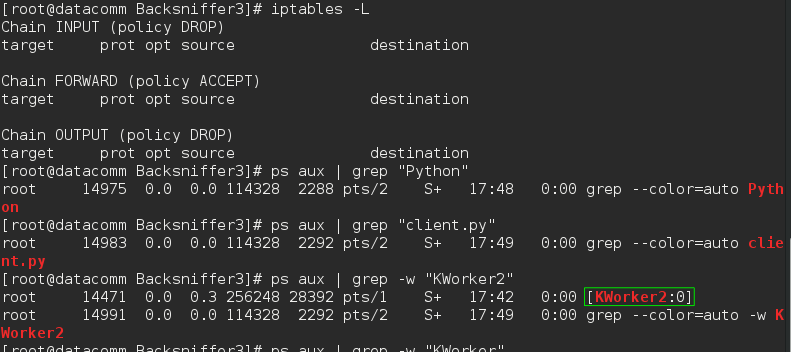 [root@datacomm Backsniffer3]# iptables -L
Chain INPUT (policy DROP)
target     prot opt source               destination
Chain FORWARD (policy ACCEPT)
target     prot opt source               destination
Chain OUTPUT (policy DROP)
target     prot opt source               destination
[root@datacomm Backsniffer3]# ps aux | grep "Python"
root     14975  0.0  0.0 114328  2288 pts/2    S+   17:48   0:00 grep --color=auto Pyth
on
[root@datacomm Backsniffer3]# ps aux | grep "client.py"
root     14983  0.0  0.0 114328  2292 pts/2    S+   17:49   0:00 grep --color=auto clie
nt.py
[root@datacomm Backsniffer3]# ps aux | grep -w "KWorker2"
root     14471  0.0  0.3 256248 28392 pts/1    S+   17:42   0:00 [KWorker2:0]
root     14991  0.0  0.0 114328  2292 pts/2    S+   17:49   0:00 grep --color=auto -w K
Worker2
[root@datacomm Backsniffer3]# ps aux | grep -w "KWorker"